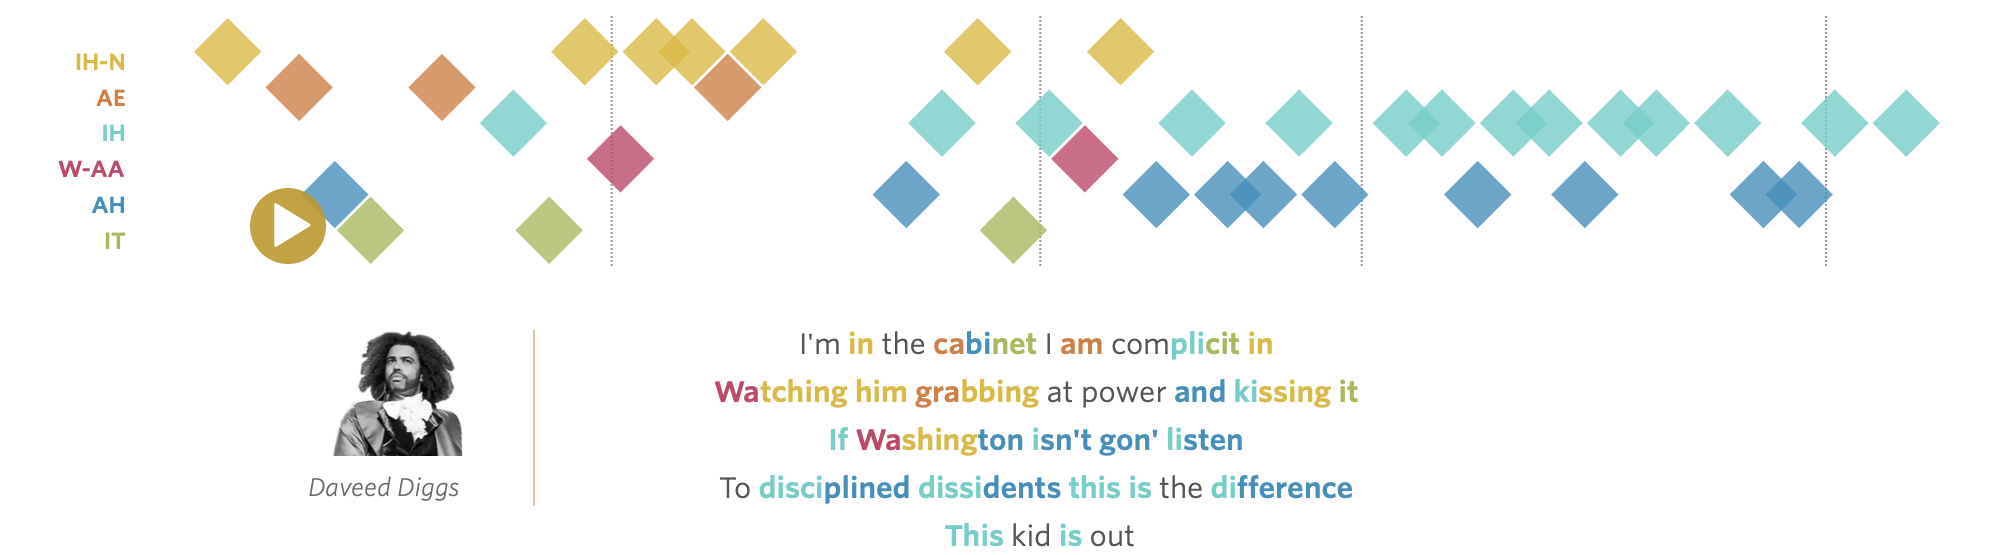 IH-N
AE
IH
W-AA
AH
IT
I'm in the cabinet I am complicit in
Watching him grabbing at power and kissing it
If Washington isn't gon' listen
To disciplined dissidents this is the difference
This kid is out
Daveed Diggs